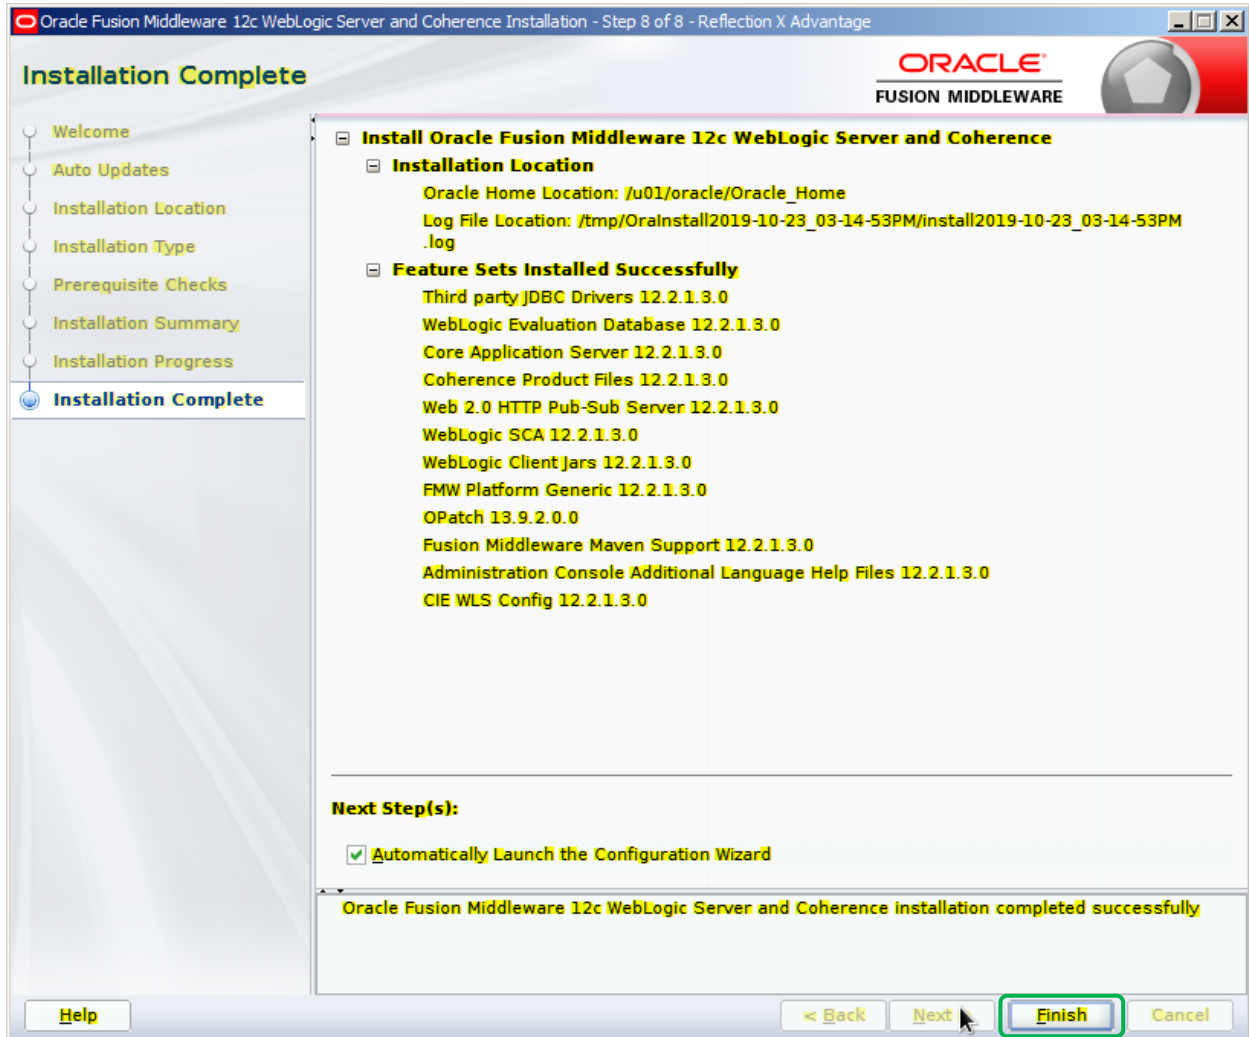 Oracle Fusion Middleware 12c WebLogic Server and Coherence Installation - Step 8 of 8 - Reflection X Advantage
Installation Complete
ORACLE
FUSION MIDDLEWARE
Welcome
Auto Updates
Installation Location
Installation Type
Prerequisite Checks
Installation Summary
Installation Progress
Installation Complete
Install Oracle Fusion Middleware 12c WebLogic Server and Coherence
Installation Location
Oracle Home Location: /u01/oracle/Oracle_Home
Log File Location: /tmp/OraInstall2019-10-23_03-14-53PM/install2019-10-23_03-14-53PM
.log
Feature Sets Installed Successfully
Third party JDBC Drivers 12.2.1.3.0
WebLogic Evaluation Database 12.2.1.3.0
Core Application Server 12.2.1.3.0
Coherence Product Files 12.2.1.3.0
Web 2.0 HTTP Pub-Sub Server 12.2.1.3.0
WebLogic SCA 12.2.1.3.0
WebLogic Client Jars 12.2.1.3.0
FMW Platform Generic 12.2.1.3.0
OPatch 13.9.2.0.0
Fusion Middleware Maven Support 12.2.1.3.0
Administration Console Additional Language Help Files 12.2.1.3.0
CIE WLS Config 12.2.1.3.0
Next Step(s):
Automatically Launch the Configuration Wizard
Oracle Fusion Middleware 12c WebLogic Server and Coherence installation completed successfully
Help
< Back
Next
Finish
Cancel